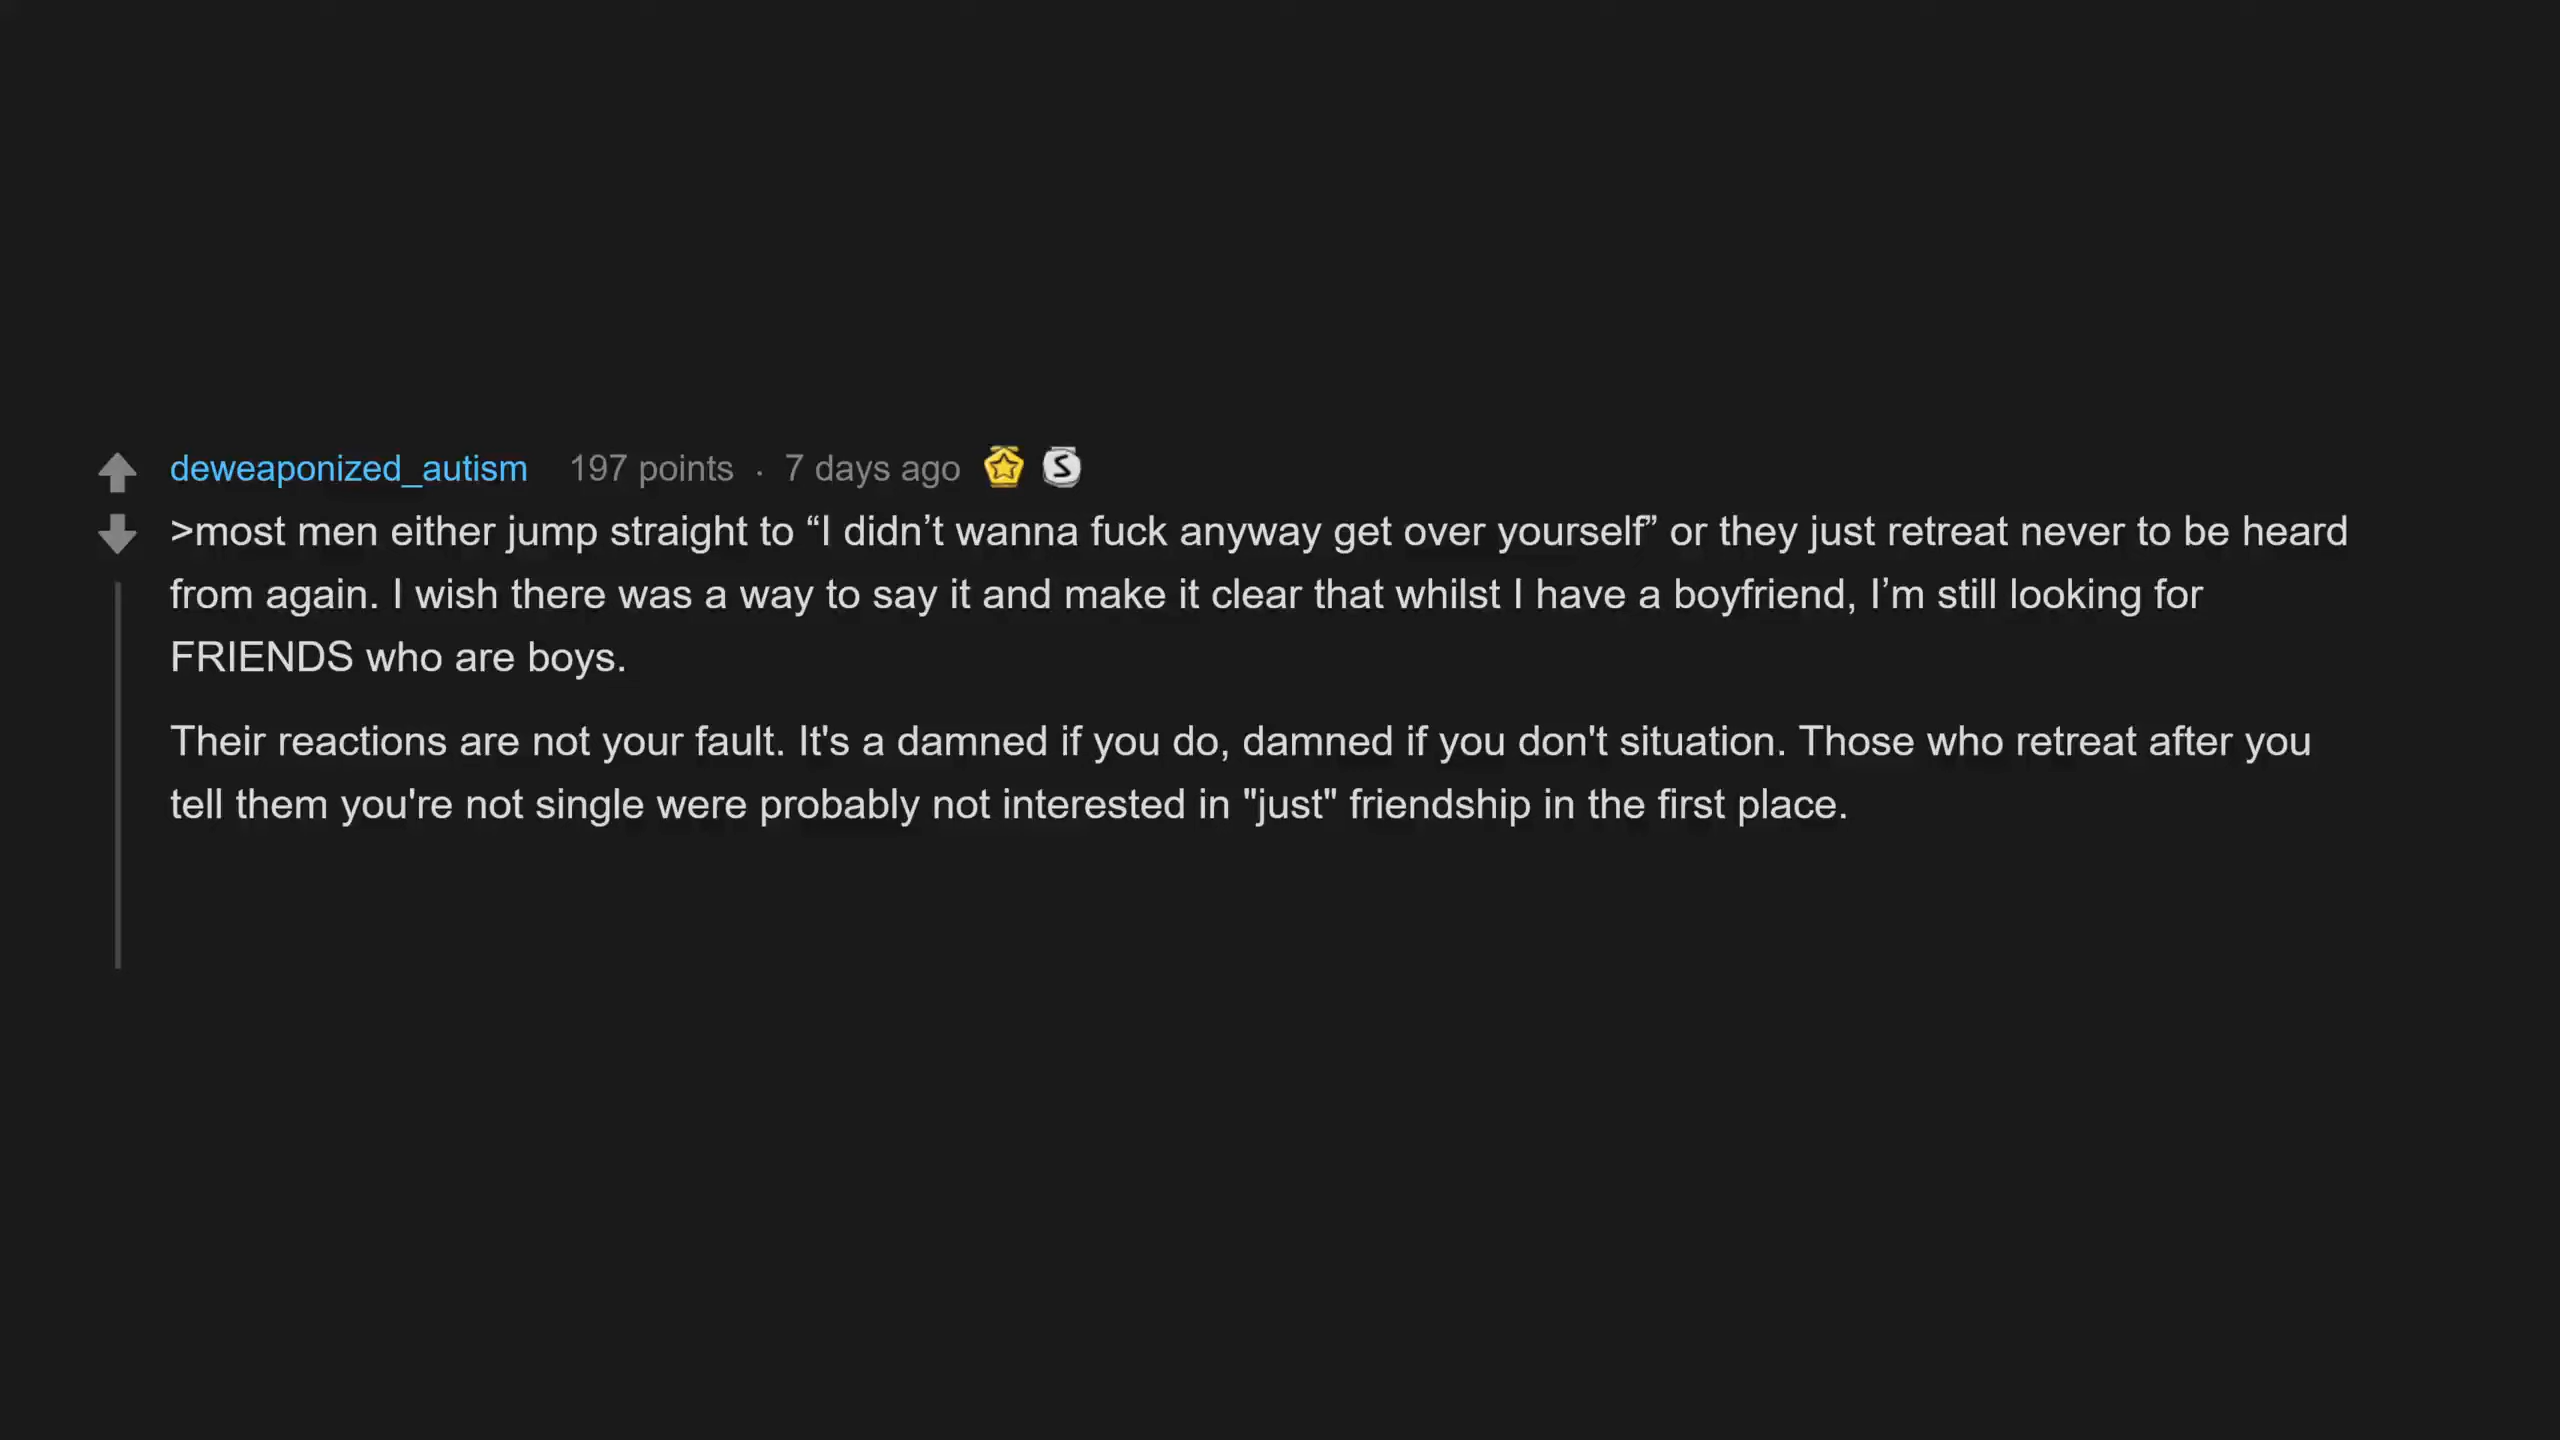 deweaponized_autism 197 points · 7 days ago S
>most men either jump straight to “I didn’t wanna fuck anyway get over yourself” or they just retreat never to be heard
from again. I wish there was a way to say it and make it clear that whilst I have a boyfriend, I’m still looking for
FRIENDS who are boys.
Their reactions are not your fault. It's a damned if you do, damned if you don't situation. Those who retreat after you
tell them you're not single were probably not interested in "just" friendship in the first place.